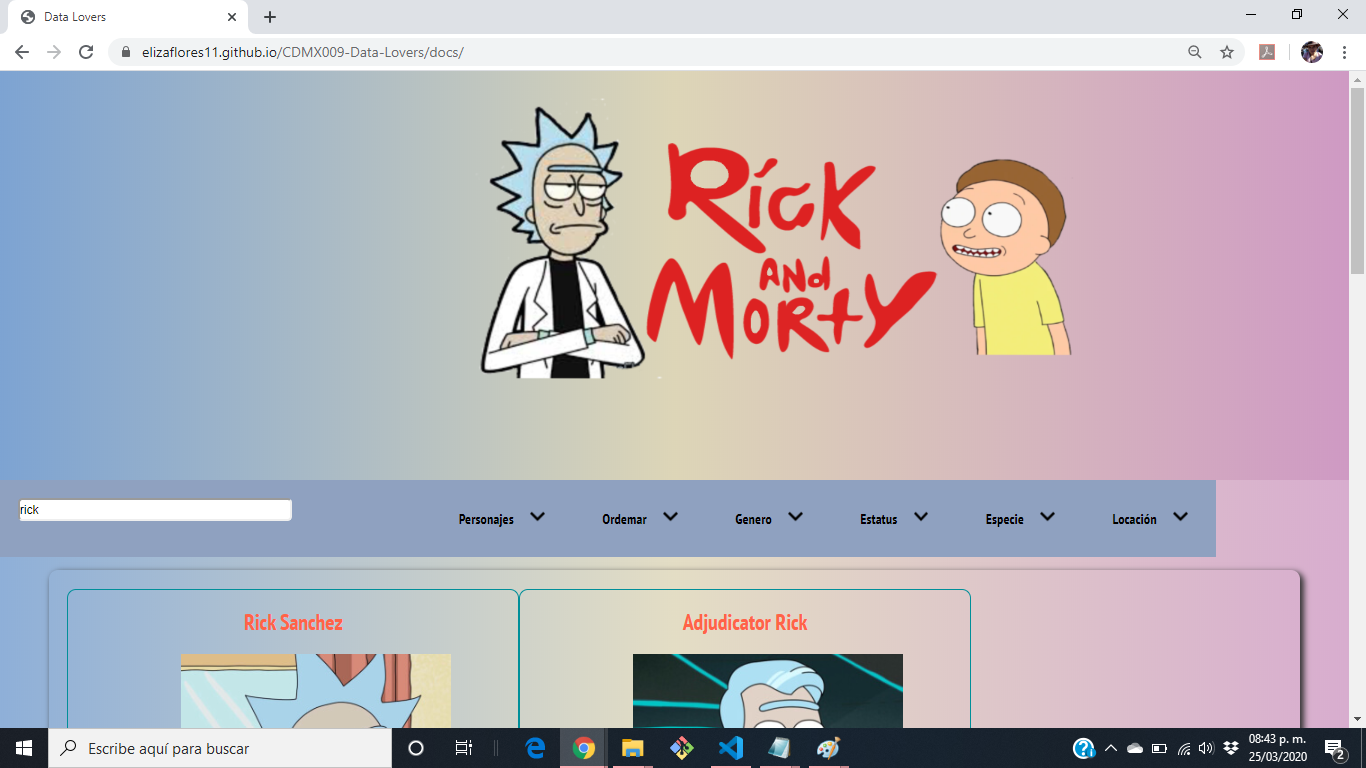 Data Lovers
elizaflores11.github.io/CDMX009-Data-Lovers/docs/
Rick
AND
Morty
rick
Personajes Ordemar Genero Estatus Especie Locación
Rick Sanchez Adjudicator Rick
Escribe aquí para buscar
08:43 p. m.
25/03/2020
2